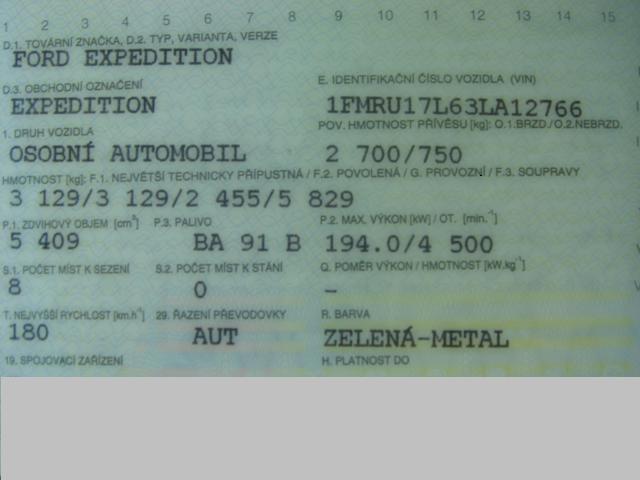 1 2 3 4 5 6 7 8 9 10 11 12 13 14 15
D.1. TOVÁRNÍ ZNAČKA, D.2. TYP, VARIANTA, VERZE
FORD EXPEDITION
D.3. OBCHODNÍ OZNAČENÍ E. IDENTIFIKAČNÍ ČÍSLO VOZIDLA (VIN)
EXPEDITION 1FMRU17L63LA12766
1. DRUH VOZIDLA POV. HMOTNOST PŘÍVĚSU [kg]: O.1.BRZD./O.2.NEBRZD.
OSOBNÍ AUTOMOBIL 2 700/750
HMOTNOST [kg]: F.1. NEJVĚTŠÍ TECHNICKY PŘÍPUSTNÁ / F.2. POVOLENÁ / G. PROVOZNÍ / F.3. SOUPRAVY
3 129/3 129/2 455/5 829
P.1. ZDVIHOVÝ OBJEM [cm³] P.3. PALIVO P.2. MAX. VÝKON [kW] / OT. [min.⁻¹]
5 409 BA 91 B 194.0/4 500
S.1. POČET MÍST K SEZENÍ S.2. POČET MÍST K STÁNÍ Q. POMĚR VÝKON / HMOTNOST [kW.kg⁻¹]
8 0 –
T. NEJVYŠŠÍ RYCHLOST [km.h⁻¹] 29. ŘAZENÍ PŘEVODOVKY R. BARVA
180 AUT ZELENÁ-METAL
19. SPOJOVACÍ ZAŘÍZENÍ H. PLATNOST DO